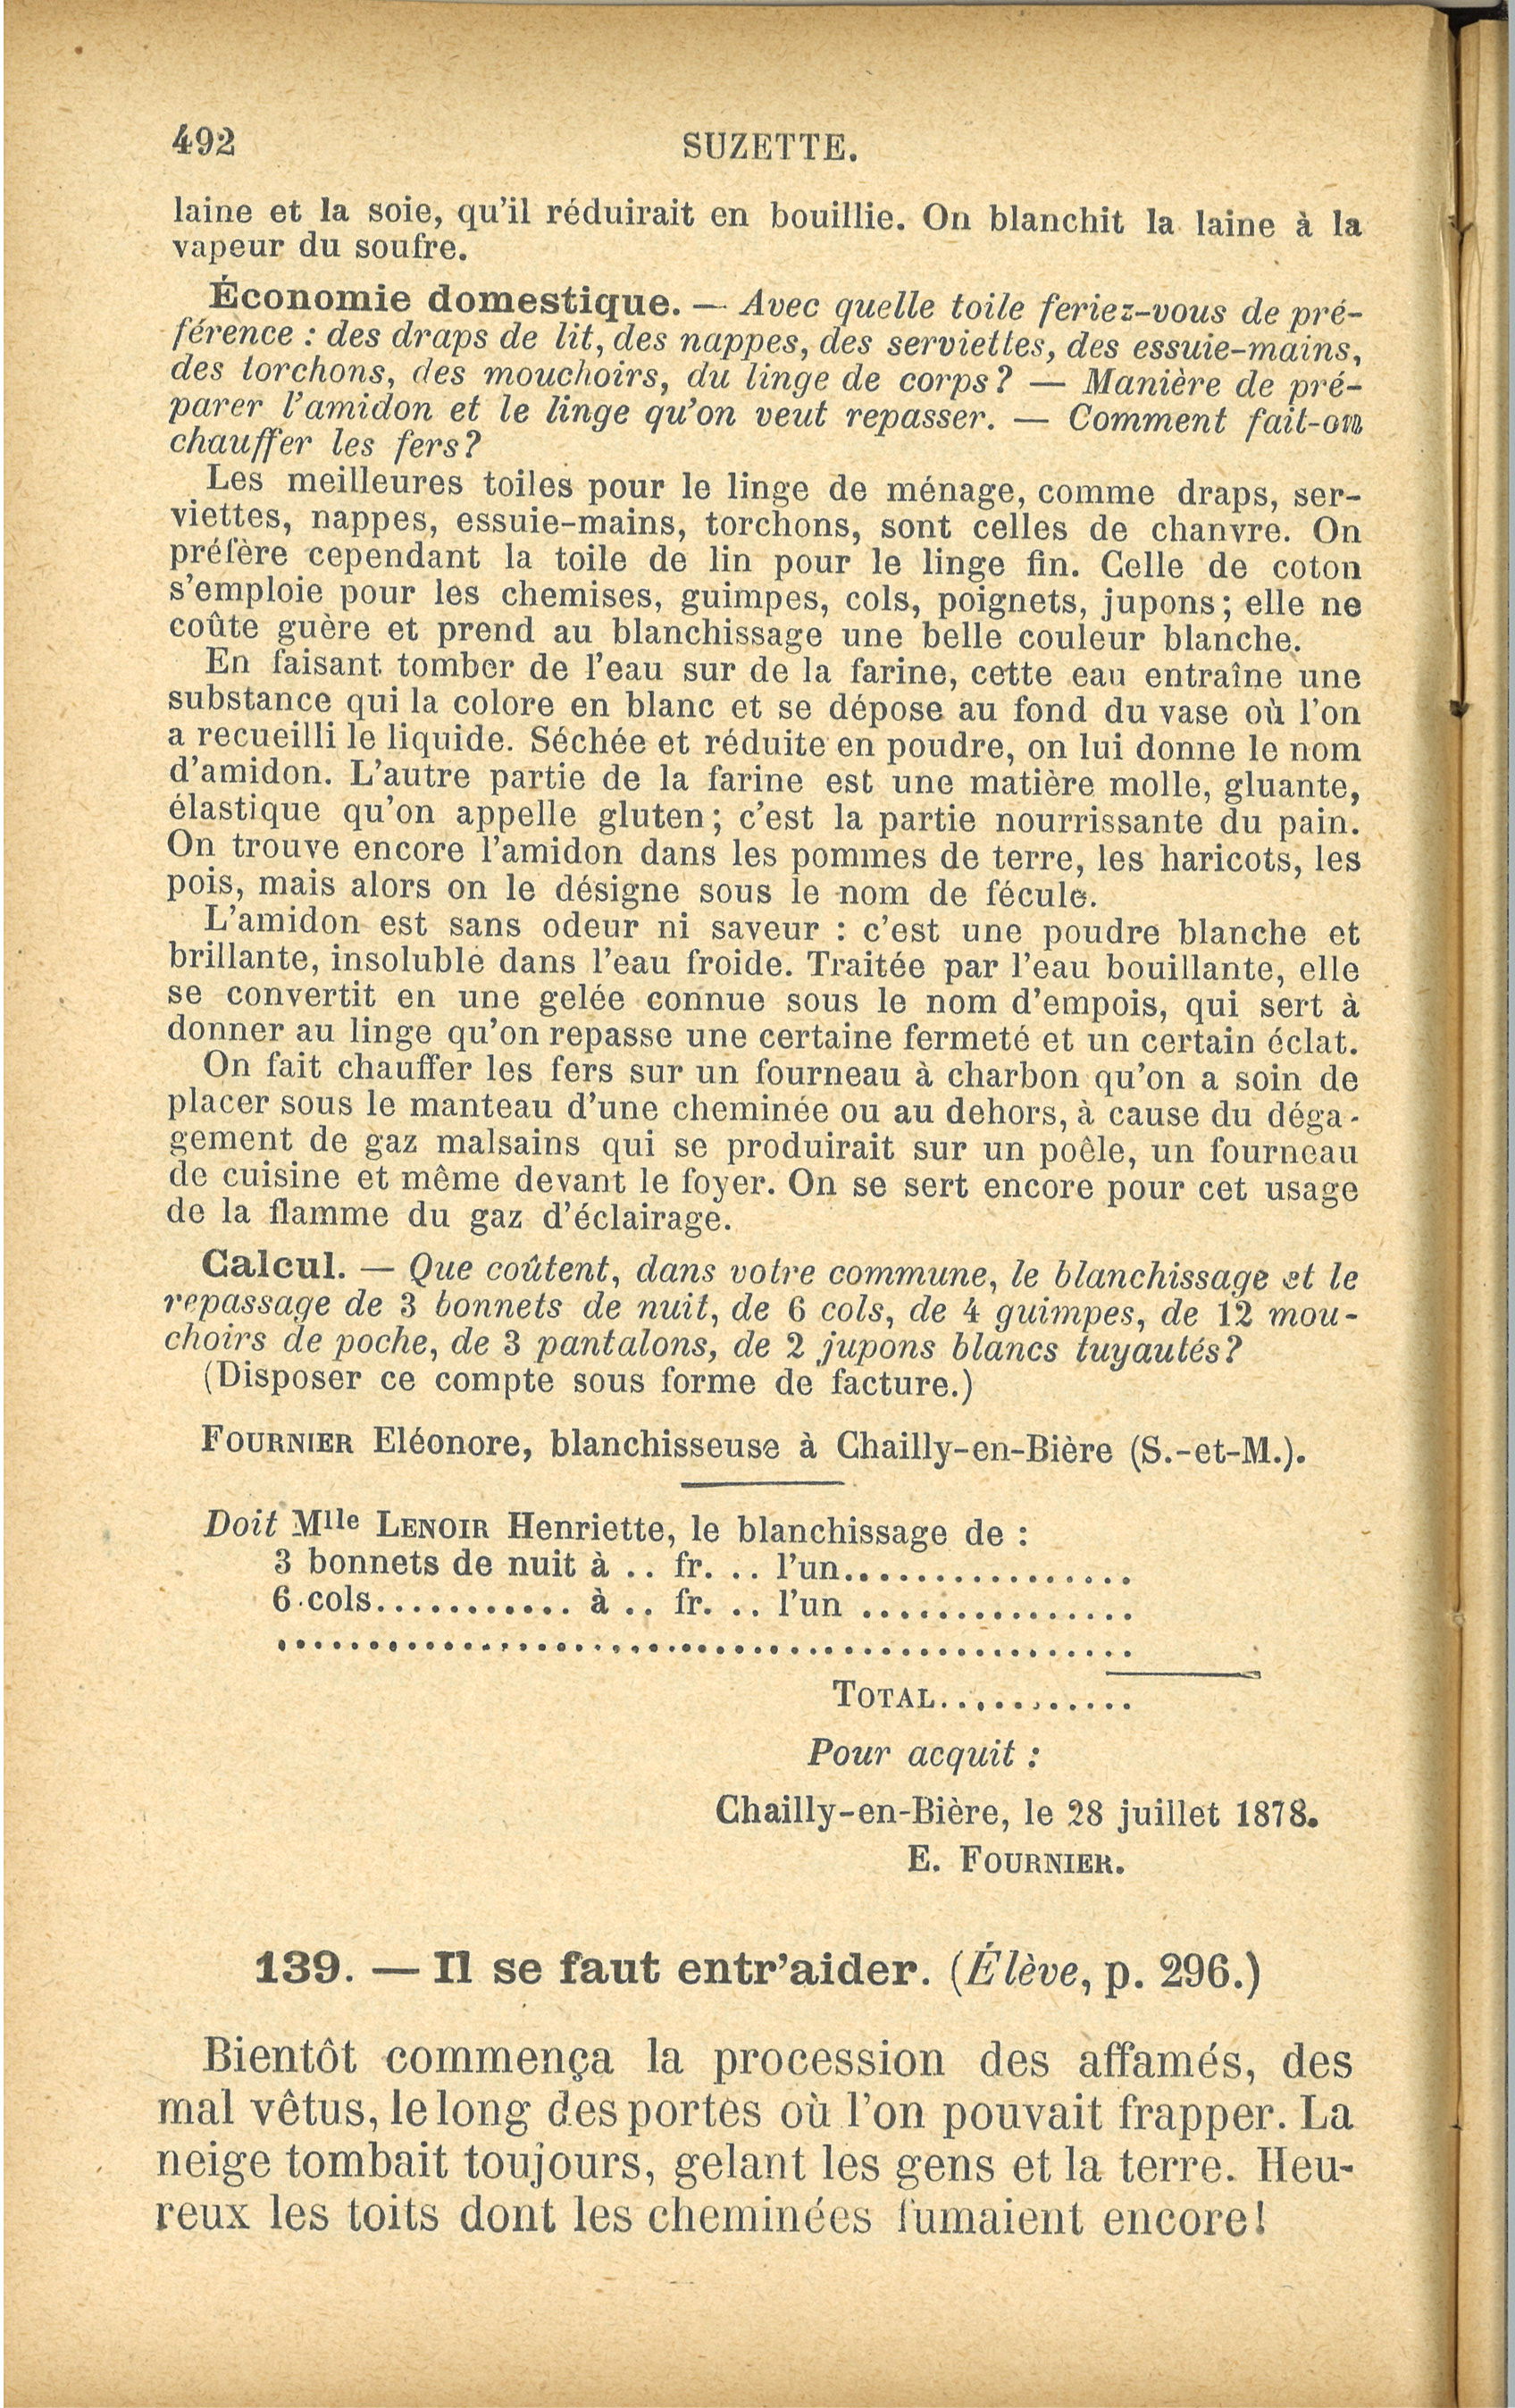 492 SUZETTE.
laine et la soie, qu'il réduirait en bouillie. On blanchit la laine à la
vapeur du soufre.
Économie domestique. — Avec quelle toile feriez-vous de pré-
férence : des draps de lit, des nappes, des serviettes, des essuie-mains,
des torchons, des mouchoirs, du linge de corps ? — Manière de pré-
parer l'amidon et le linge qu'on veut repasser. — Comment fait-on
chauffer les fers ?
Les meilleures toiles pour le linge de ménage, comme draps, ser-
viettes, nappes, essuie-mains, torchons, sont celles de chanvre. On
préfère cependant la toile de lin pour le linge fin. Celle de coton
s'emploie pour les chemises, guimpes, cols, poignets, jupons ; elle ne
coûte guère et prend au blanchissage une belle couleur blanche.
En faisant tomber de l'eau sur de la farine, cette eau entraîne une
substance qui la colore en blanc et se dépose au fond du vase où l'on
a recueilli le liquide. Séchée et réduite en poudre, on lui donne le nom
d'amidon. L'autre partie de la farine est une matière molle, gluante,
élastique qu'on appelle gluten ; c'est la partie nourrissante du pain.
On trouve encore l'amidon dans les pommes de terre, les haricots, les
pois, mais alors on le désigne sous le nom de fécule.
L'amidon est sans odeur ni saveur : c'est une poudre blanche et
brillante, insoluble dans l'eau froide. Traitée par l'eau bouillante, elle
se convertit en une gelée connue sous le nom d'empois, qui sert à
donner au linge qu'on repasse une certaine fermeté et un certain éclat.
On fait chauffer les fers sur un fourneau à charbon qu'on a soin de
placer sous le manteau d'une cheminée ou au dehors, à cause du déga-
gement de gaz malsains qui se produirait sur un poêle, un fourneau
de cuisine et même devant le foyer. On se sert encore pour cet usage
de la flamme du gaz d'éclairage.
Calcul. — Que coûtent, dans votre commune, le blanchissage et le
repassage de 3 bonnets de nuit, de 6 cols, de 4 guimpes, de 12 mou-
choirs de poche, de 3 pantalons, de 2 jupons blancs tuyautés ?
(Disposer ce compte sous forme de facture.)
FOURNIER Eléonore, blanchisseuse à Chailly-en-Bière (S.-et-M.).
Doit Mlle LENOIR Henriette, le blanchissage de :
3 bonnets de nuit à .. fr. .. l'un................
6 cols........... à .. fr. .. l'un ...............
...............................................
TOTAL...........
Pour acquit :
Chailly-en-Bière, le 28 juillet 1878.
E. FOURNIER.
139. — Il se faut entr'aider. (Élève, p. 296.)
Bientôt commença la procession des affamés, des
mal vêtus, le long des portes où l'on pouvait frapper. La
neige tombait toujours, gelant les gens et la terre. Heu-
reux les toits dont les cheminées fumaient encore !